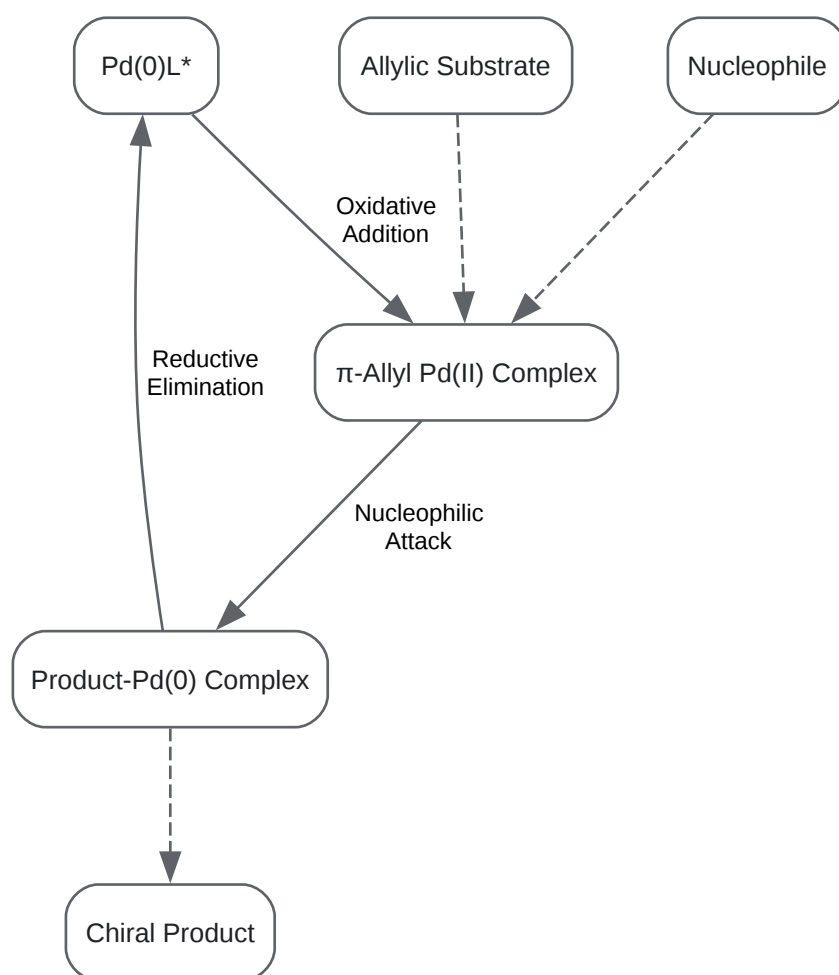 Pd(0)L*
Allylic Substrate
Nucleophile
Oxidative
Addition
π-Allyl Pd(II) Complex
Reductive
Elimination
Nucleophilic
Attack
Product-Pd(0) Complex
Chiral Product